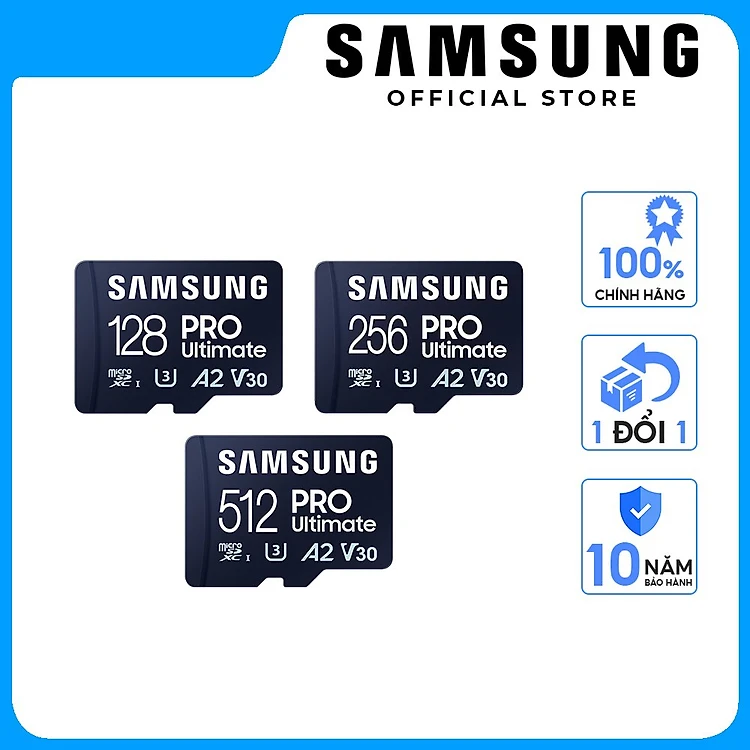 SAMSUNG
OFFICIAL STORE
SAMSUNG
128 PRO
Ultimate
micro
SD
XC I U3 A2 V30
SAMSUNG
256 PRO
Ultimate
micro
SD
XC I U3 A2 V30
SAMSUNG
512 PRO
Ultimate
micro
SD
XC I U3 A2 V30
100%
CHÍNH HÃNG
1 ĐỔI 1
10 NĂM
BẢO HÀNH